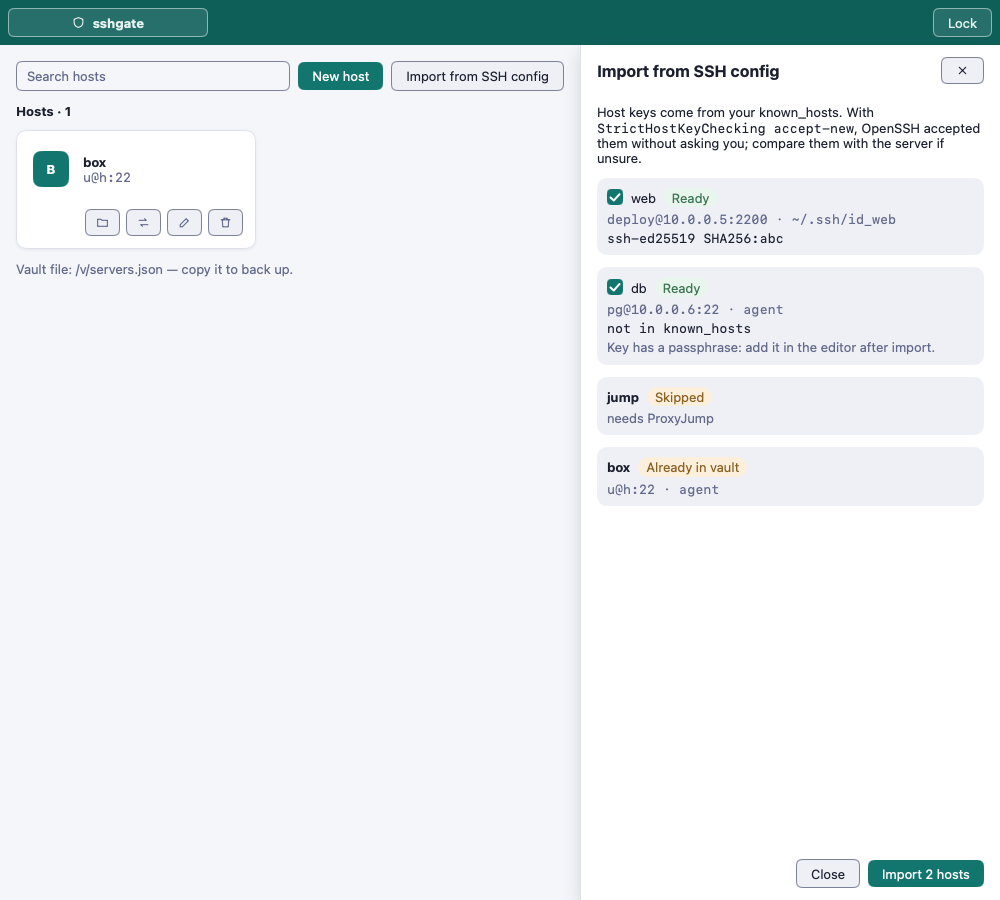 sshgate
Lock
Search hosts
New host
Import from SSH config
Hosts · 1
B
box
u@h:22
Vault file: /v/servers.json — copy it to back up.
Import from SSH config
Host keys come from your known_hosts. With
StrictHostKeyChecking accept-new, OpenSSH accepted
them without asking you; compare them with the server if
unsure.
web Ready
deploy@10.0.0.5:2200 · ~/.ssh/id_web
ssh-ed25519 SHA256:abc
db Ready
pg@10.0.0.6:22 · agent
not in known_hosts
Key has a passphrase: add it in the editor after import.
jump Skipped
needs ProxyJump
box Already in vault
u@h:22 · agent
Close
Import 2 hosts